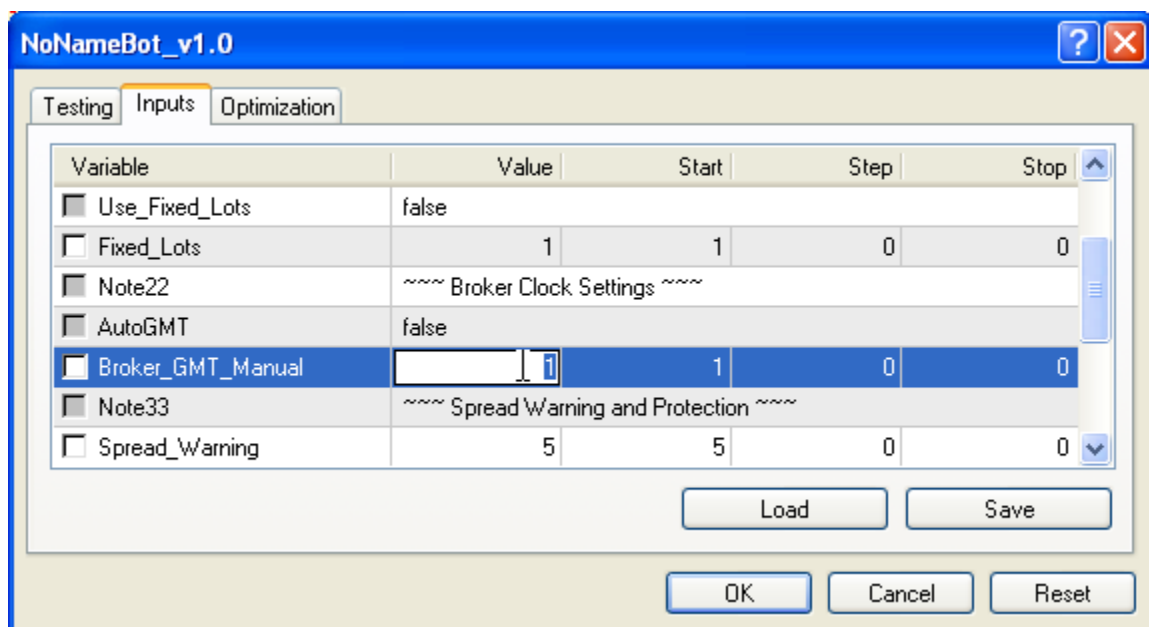 NoNameBot_v1.0 ?
Testing Inputs Optimization
Variable Value Start Step Stop
Use_Fixed_Lots false
Fixed_Lots 1 1 0 0
Note22 ~~~ Broker Clock Settings ~~~
AutoGMT false
Broker_GMT_Manual 1 1 0 0
Note33 ~~~ Spread Warning and Protection ~~~
Spread_Warning 5 5 0 0
Load Save
OK Cancel Reset